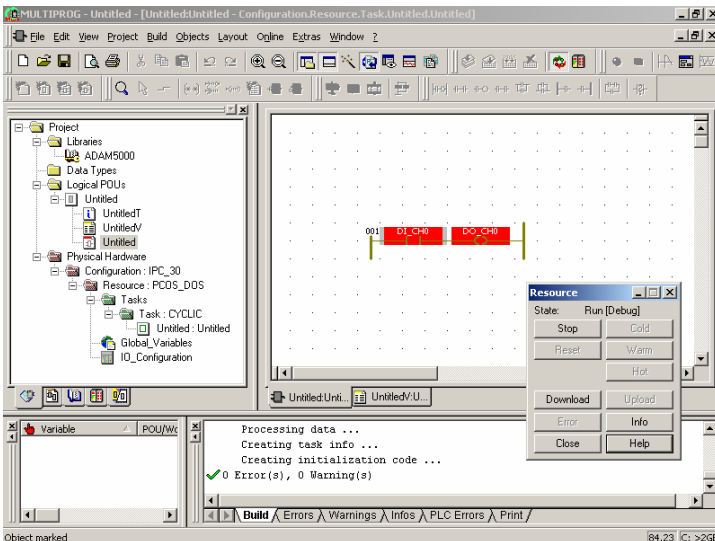 MULTIPROG - Untitled - [Untitled:Untitled - Configuration.Resource.Task.Untitled.Untitled]
File Edit View Project Build Objects Layout Online Extras Window ?
Project
Libraries
ADAM5000
Data Types
Logical POUs
Untitled
UntitledT
UntitledV
Untitled
Physical Hardware
Configuration : IPC_30
Resource : PCOS_DOS
Tasks
Task : CYCLIC
Untitled : Untitled
Global_Variables
IO_Configuration
001 DI_CH0 DO_CH0
Resource
State: Run [Debug]
Stop Cold
Reset Warm
Hot
Download Upload
Error Info
Close Help
Untitled:Unti... UntitledV:U...
Variable POU/Wo
Processing data ...
Creating task info ...
Creating initialization code ...
0 Error(s), 0 Warning(s)
Build Errors Warnings Infos PLC Errors Print
Object marked
84,23 C: >2GB